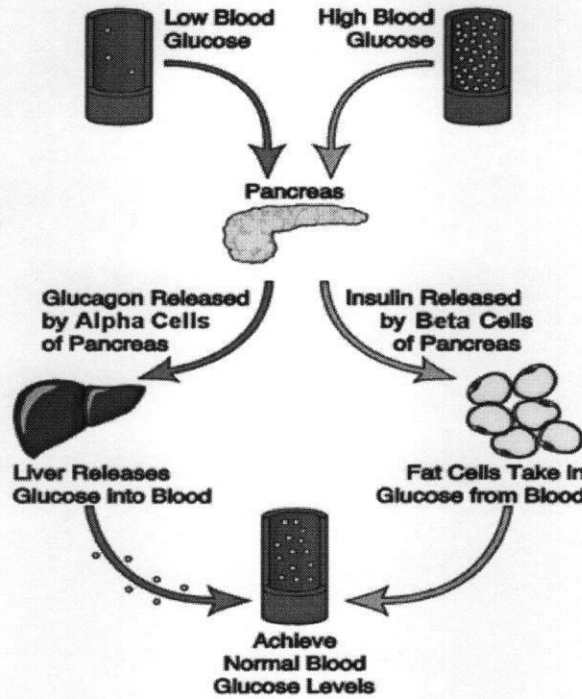 Low Blood
Glucose
High Blood
Glucose
Pancreas
Glucagon Released
by Alpha Cells
of Pancreas
Insulin Released
by Beta Cells
of Pancreas
Liver Releases
Glucose into Blood
Fat Cells Take in
Glucose from Blood
Achieve
Normal Blood
Glucose Levels